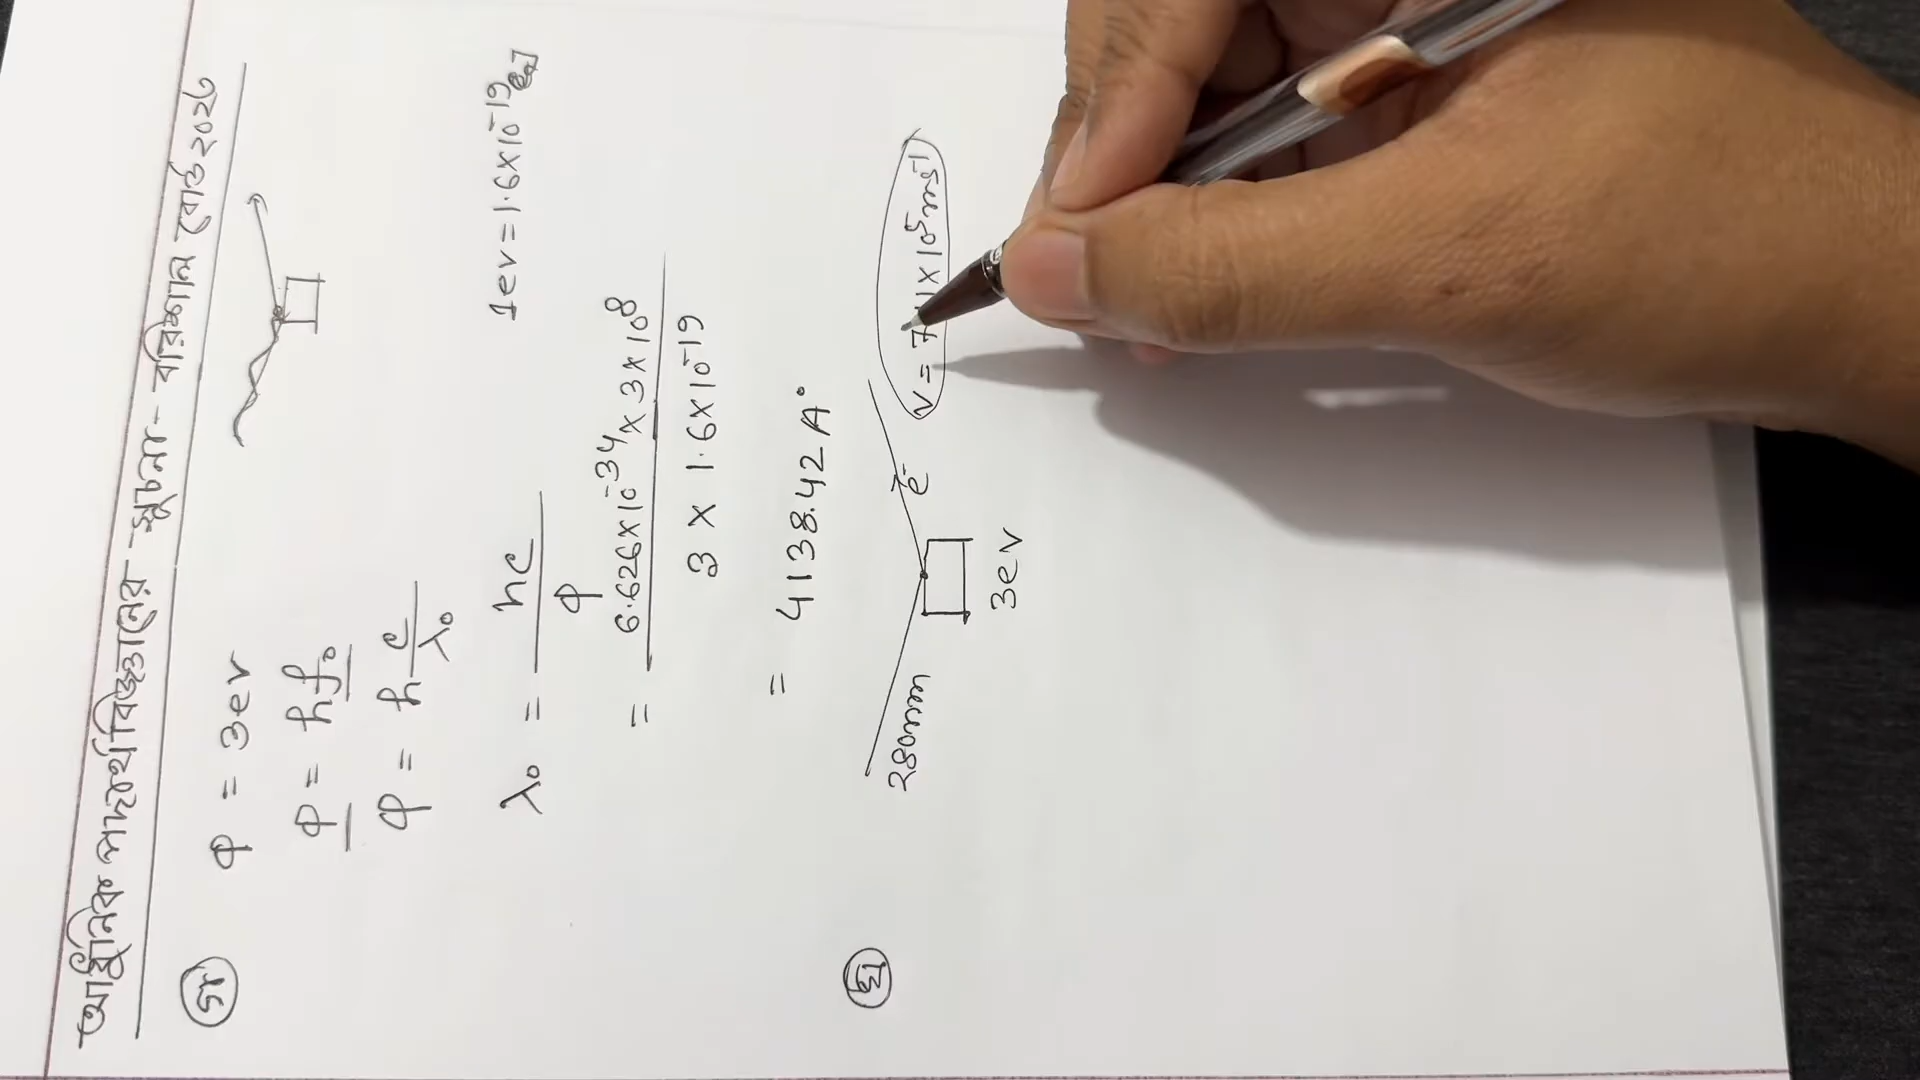 আধুনিক পদার্থবিজ্ঞানের সূচনা - বরিশাল বোর্ড ২০২৬
গ
φ = 3ev
φ = hf₀
φ = h c/λ₀
1ev = 1.6×10⁻¹⁹
λ₀ = hc/φ
= 6.626×10⁻³⁴ × 3×10⁸ / 3 × 1.6×10⁻¹⁹
= 4138.42 A°
ঘ
280nm
e⁻
v = 7.11×10⁵ms⁻¹
3ev